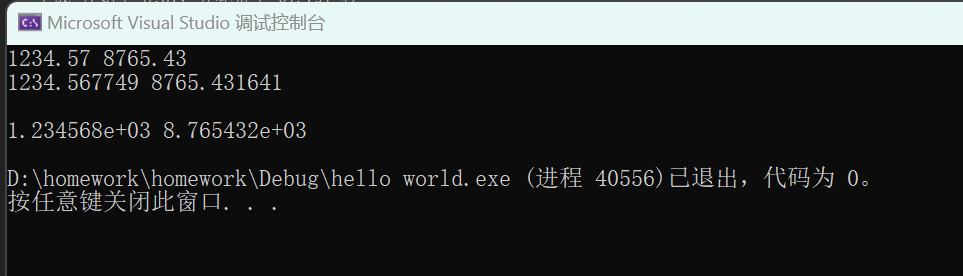 Microsoft Visual Studio 调试控制台
1234.57 8765.43
1234.567749 8765.431641
1.234568e+03 8.765432e+03
D:\homework\homework\Debug\hello world.exe (进程 40556)已退出，代码为 0。
按任意键关闭此窗口. . .